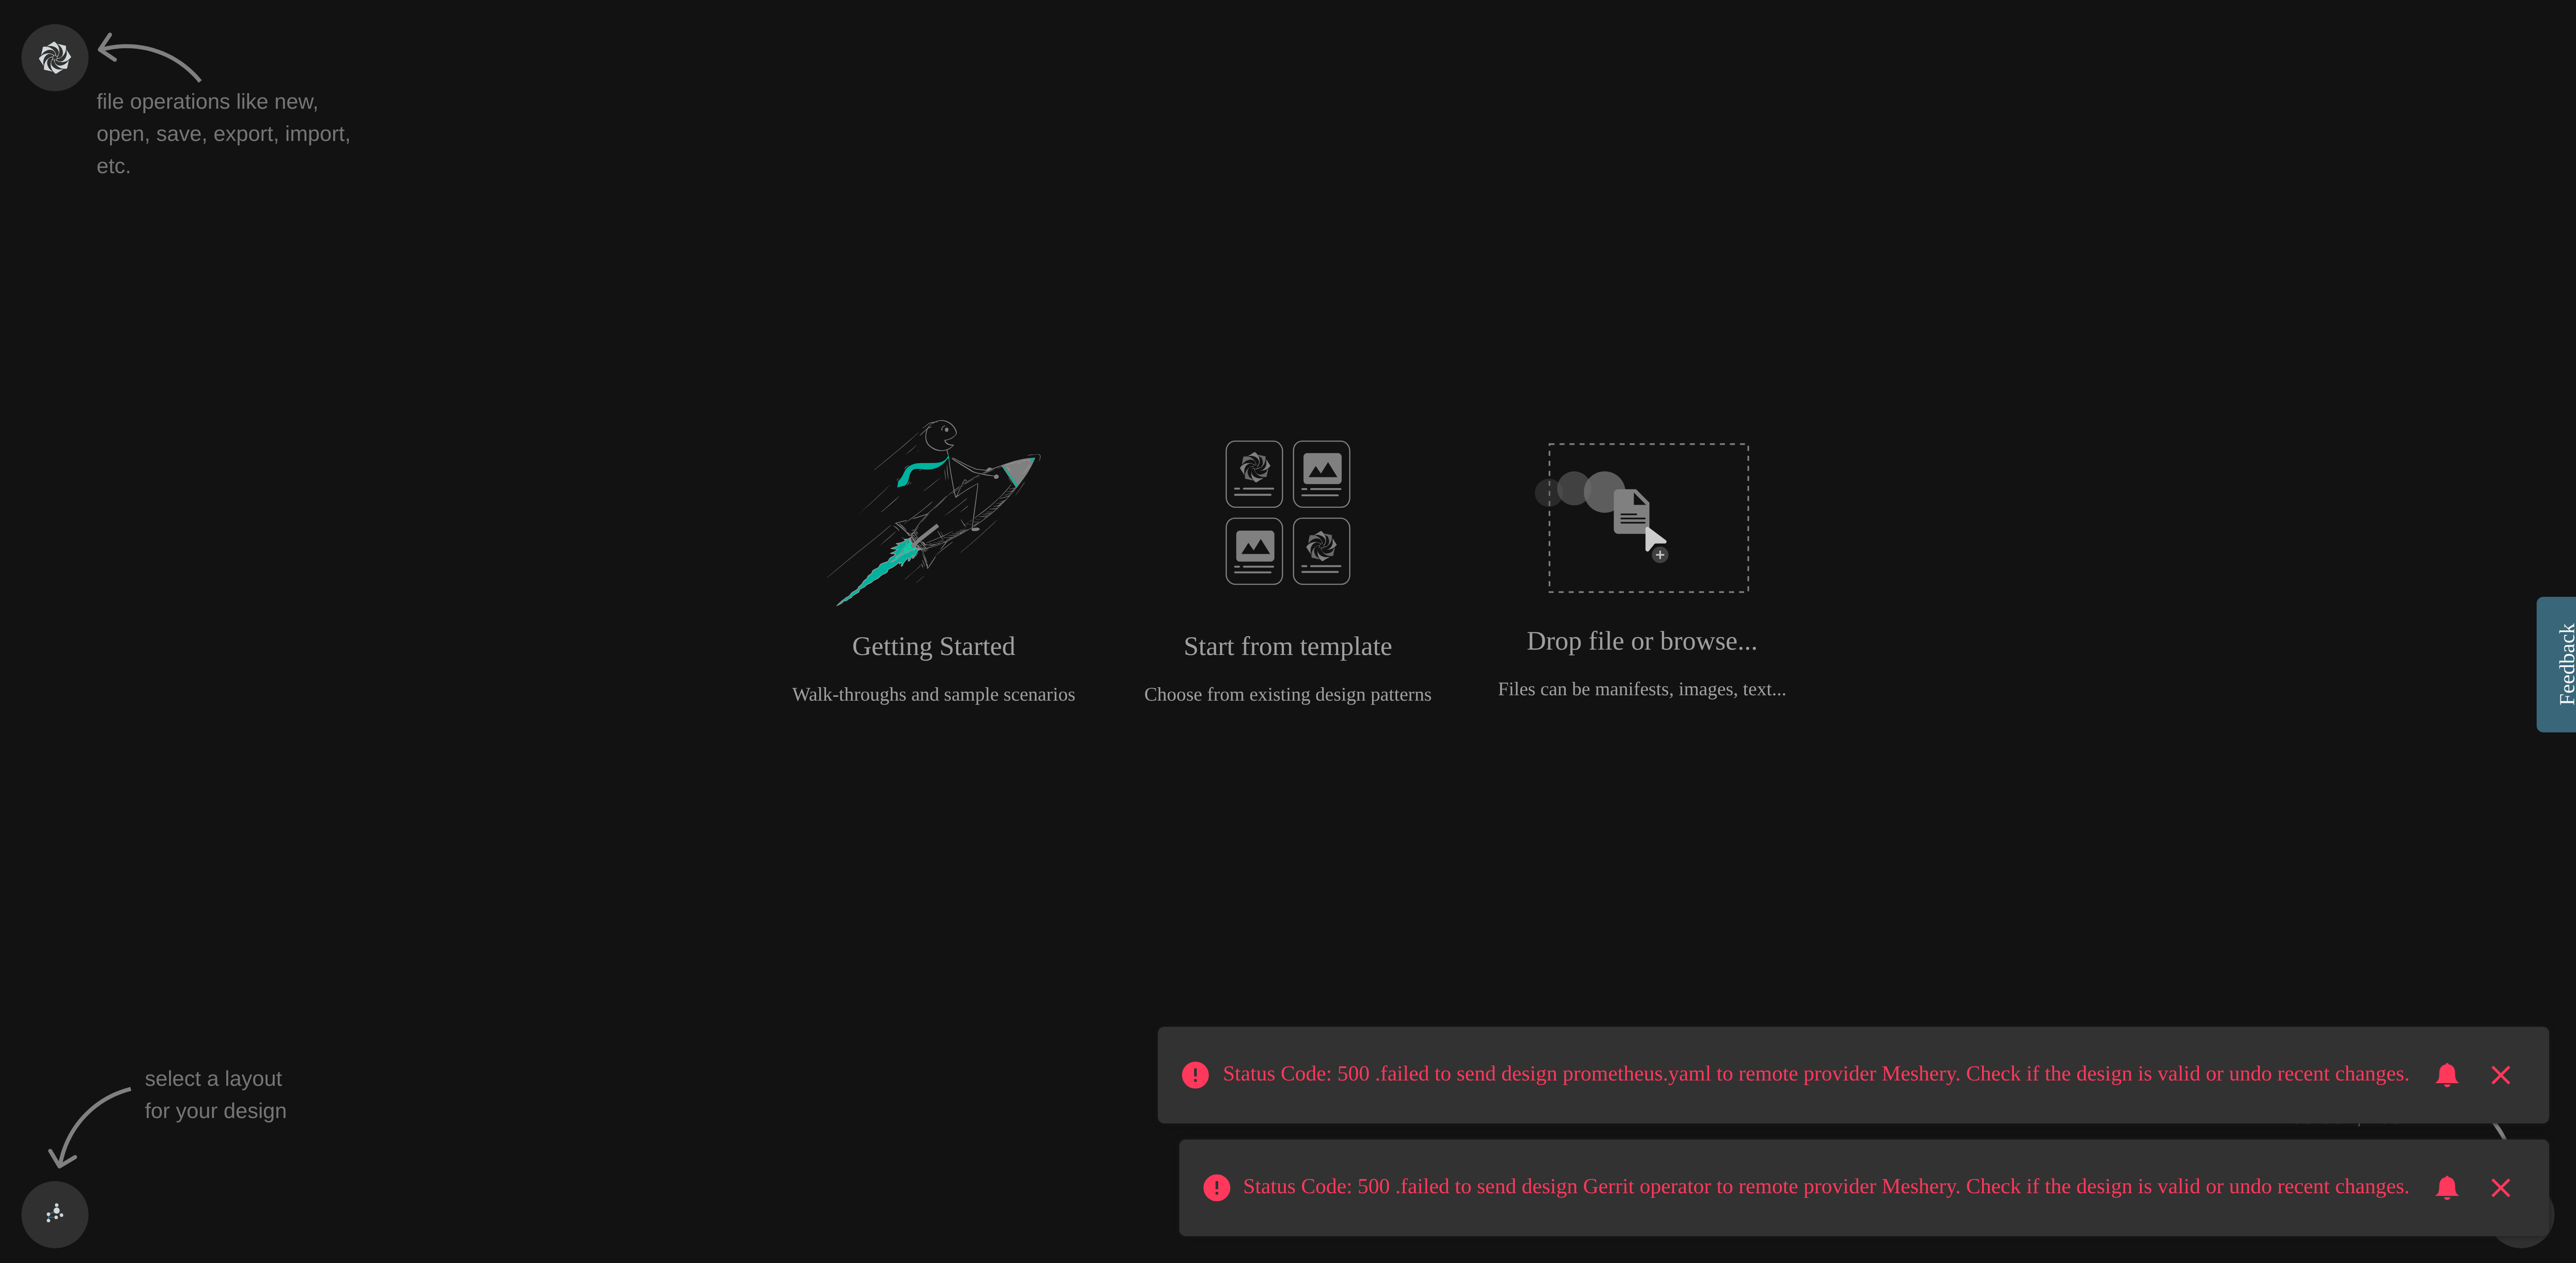 file operations like new,
open, save, export, import,
etc.
Getting Started
Walk-throughs and sample scenarios
Start from template
Choose from existing design patterns
Drop file or browse...
Files can be manifests, images, text...
Feedback
select a layout
for your design
Status Code: 500 .failed to send design prometheus.yaml to remote provider Meshery. Check if the design is valid or undo recent changes.
Status Code: 500 .failed to send design Gerrit operator to remote provider Meshery. Check if the design is valid or undo recent changes.